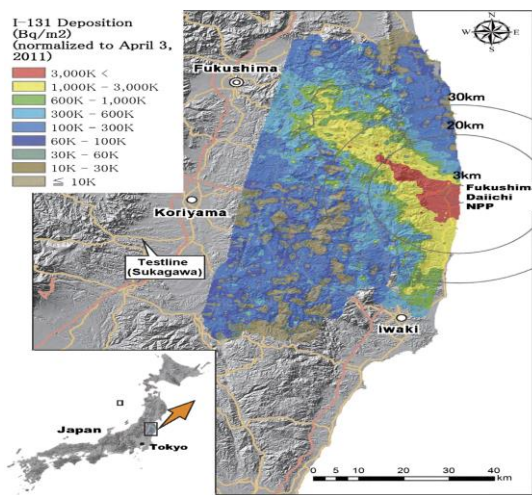 I-131 Deposition
(Bq/m2)
(normalized to April 3,
2011)
3,000K <
1,000K - 3,000K
600K - 1,000K
300K - 600K
100K - 300K
60K - 100K
30K - 60K
10K - 30K
≦ 10K
N
W
E
S
Fukushima
30km
20km
3km
Fukushima
Daiichi
NPP
Koriyama
Testline
(Sukagawa)
iwaki
Japan
Tokyo
0 5 10 20 30 40
km